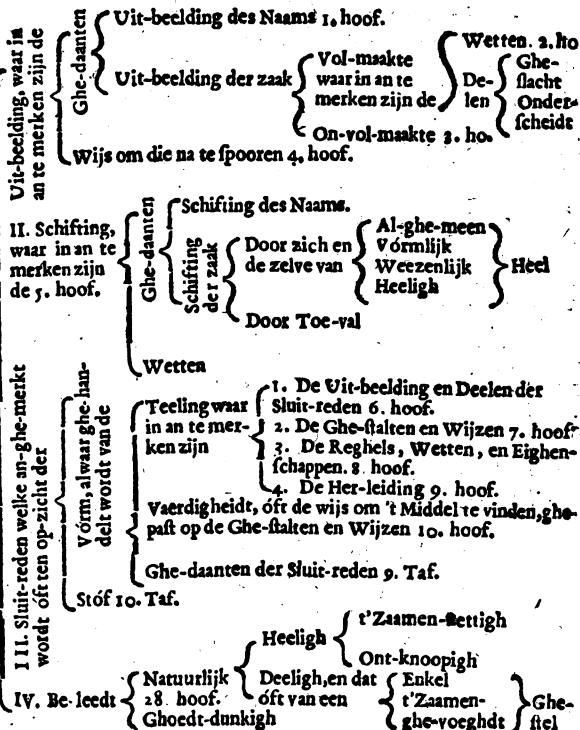 Uit-beelding, waar in
an te merken zijn de
Ghe-daanten
Uit-beelding des Naams 1. hoof.
Uit-beelding der zaak
Vol-maakte
waar in an te
merken zijn de
Wetten. 2. ho
De-
len
Ghe-
ſlacht
Onder-
ſcheidt
On-vol-maakte 3. ho.
Wijs om die na te ſpooren 4. hoof.
II. Schifting,
waar in an te
merken zijn
de 5. hoof.
Ghe-daanten
Schifting des Naams.
Schifting
der zaak
Door zich en
de zelve van
Al-ghe-meen
Vórmlijk
Weezenlijk
Heeligh
Heel
Door Toe-val
Wetten
III. Sluit-reden welke an-ghe-merkt
wordt óft ten op-zicht der
Vórm, alwaar ghe-han-
delt wordt van de
Teeling waar
in an te mer-
ken zijn
1. De Uit-beelding en Deelen der
Sluit-reden 6. hoof.
2. De Ghe-ſtalten en Wijzen 7. hoof.
3. De Reghels, Wetten, en Eighen-
ſchappen. 8. hoof.
4. De Her-leiding 9. hoof.
Vaerdigheidt, óft de wijs om 't Middel te vinden, ghe-
paſt op de Ghe-ſtalten en Wijzen 10. hoof.
Ghe-daanten der Sluit-reden 9. Taf.
Stóf 10. Taf.
IV. Be-leedt
Natuurlijk
28. hoof.
Ghoedt-dunkigh
Heeligh
t'Zaamen-ſtettigh
Ont-knoopigh
Deeligh, en dat
óft van een
Enkel
t'Zaamen-
ghe-voeghdt
Ghe-
ſtel